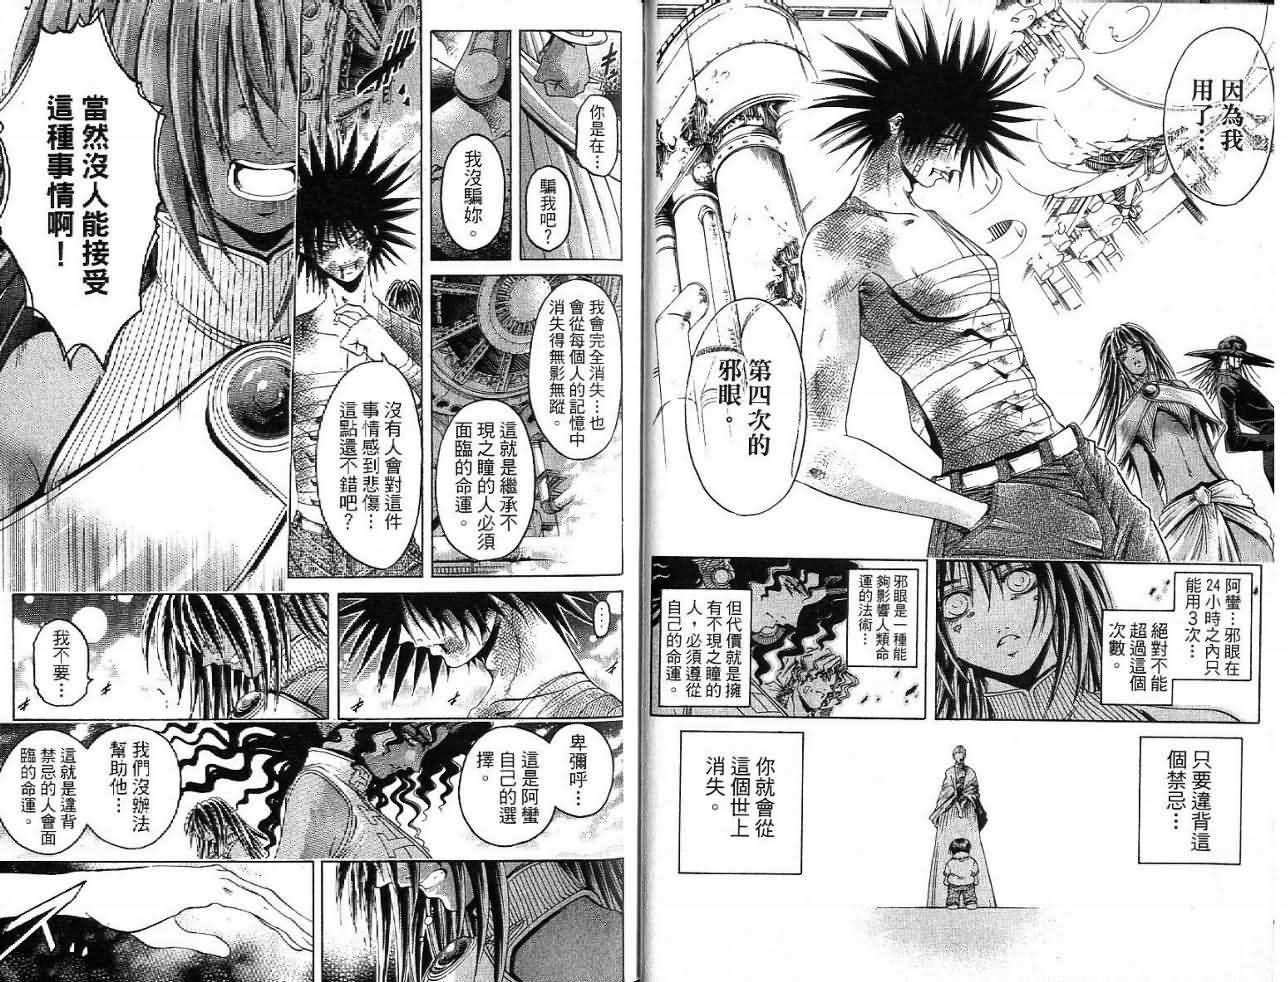 因為我
用了…
第四次的
邪眼。
阿蠻…邪眼在
24小時之內只
能用3次…
絕對不能
超過這個
次數。
邪眼是一種能
夠影響人類命
運的法術…
但代價就是擁
有不現之瞳的
人，必須遵從
自己的命運。
只要違背這
個禁忌…
你就會從
這個世上
消失。
你是在…
騙我吧？
我沒騙妳。
我會完全消失…也
會從每個人的記憶中
消失得無影無蹤。
這就是繼承不
現之瞳的人必須
面臨的命運。
沒有人會對這件
事情感到悲傷…
這點還不錯吧？
當然沒人能接受
這種事情啊！
…
我不要…
卑彌呼…
這是阿蠻
自己的選
擇。
我們沒辦法
幫助他…
這就是違背
禁忌的人會面
臨的命運。